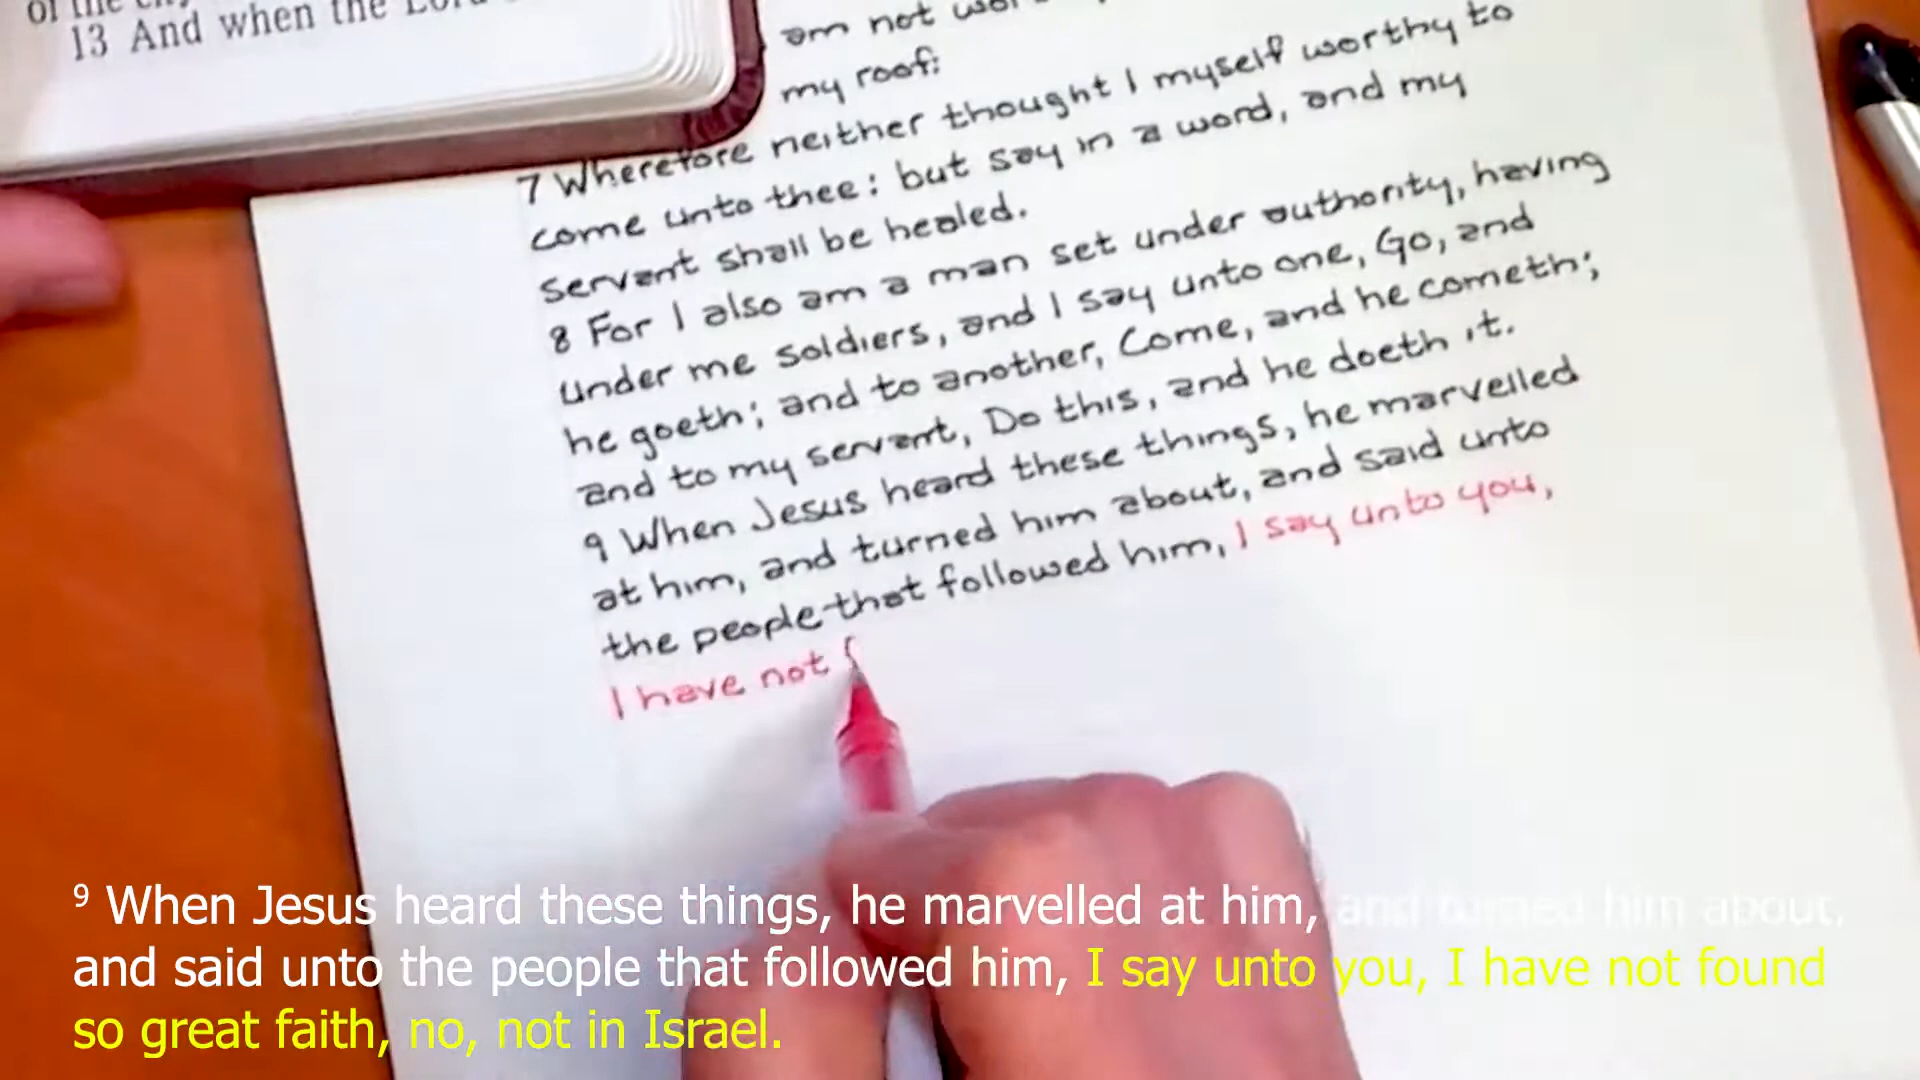 of the
13 And when the
am not
my roof:
7 Wherefore neither thought I myself worthy to
come unto thee: but say in a word, and my
servant shall be healed.
8 For I also am a man set under authority, having
under me soldiers, and I say unto one, Go, and
he goeth; and to another, Come, and he cometh;
and to my servant, Do this, and he doeth it.
9 When Jesus heard these things, he marvelled
at him, and turned him about, and said unto
the people that followed him, I say unto you,
I have not
9 When Jesus heard these things, he marvelled at him, and turned him about,
and said unto the people that followed him, I say unto you, I have not found
so great faith, no, not in Israel.